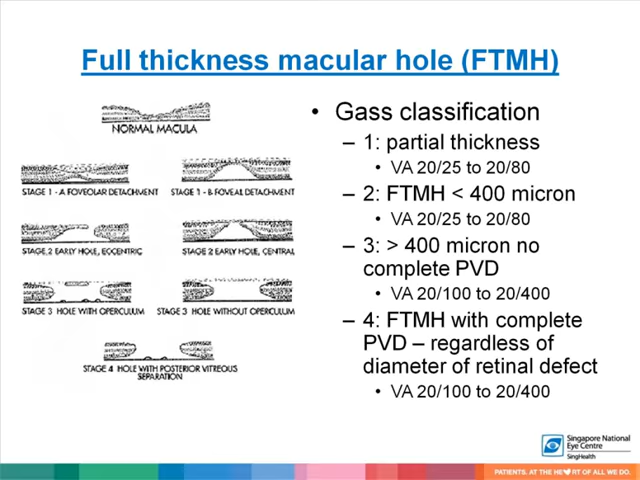 Full thickness macular hole (FTMH)
NORMAL MACULA
STAGE 1 - A FOVEOLAR DETACHMENT
STAGE 1 - B FOVEAL DETACHMENT
STAGE 2 EARLY HOLE, ECCENTRIC
STAGE 2 EARLY HOLE, CENTRAL
STAGE 3 HOLE WITH OPERCULUM
STAGE 3 HOLE WITHOUT OPERCULUM
STAGE 4 HOLE WITH POSTERIOR VITREOUS
SEPARATION
• Gass classification
– 1: partial thickness
• VA 20/25 to 20/80
– 2: FTMH < 400 micron
• VA 20/25 to 20/80
– 3: > 400 micron no
complete PVD
• VA 20/100 to 20/400
– 4: FTMH with complete
PVD – regardless of
diameter of retinal defect
• VA 20/100 to 20/400
Singapore National
Eye Centre
SingHealth
PATIENTS. AT THE HE♥RT OF ALL WE DO.